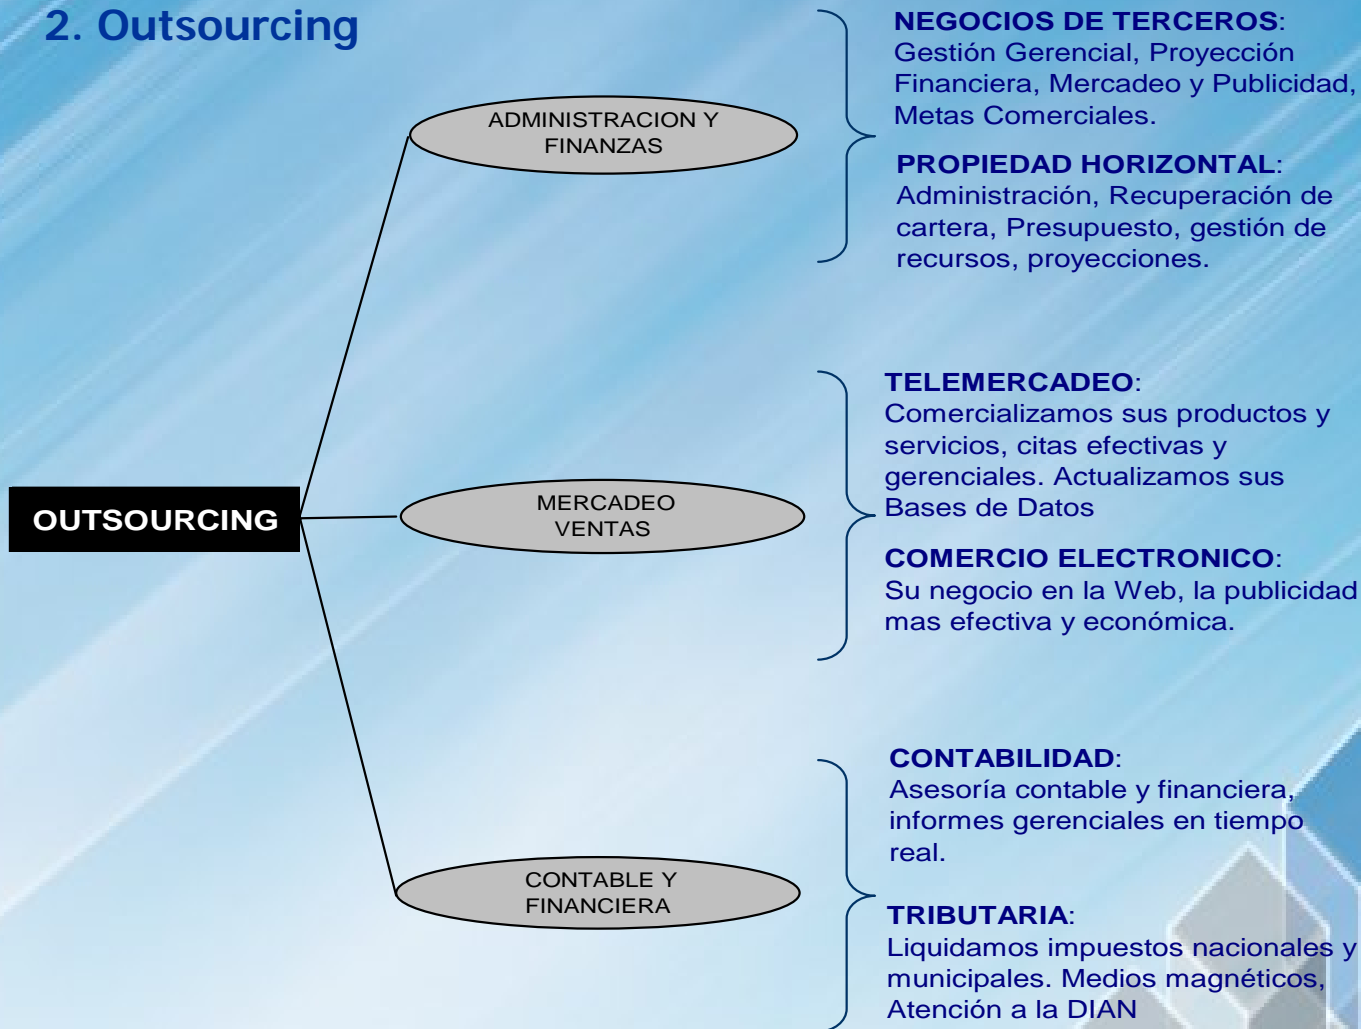 2. Outsourcing
OUTSOURCING
ADMINISTRACION Y
FINANZAS
NEGOCIOS DE TERCEROS:
Gestión Gerencial, Proyección
Financiera, Mercadeo y Publicidad,
Metas Comerciales.
PROPIEDAD HORIZONTAL:
Administración, Recuperación de
cartera, Presupuesto, gestión de
recursos, proyecciones.
MERCADEO
VENTAS
TELEMERCADEO:
Comercializamos sus productos y
servicios, citas efectivas y
gerenciales. Actualizamos sus
Bases de Datos
COMERCIO ELECTRONICO:
Su negocio en la Web, la publicidad
mas efectiva y económica.
CONTABLE Y
FINANCIERA
CONTABILIDAD:
Asesoría contable y financiera,
informes gerenciales en tiempo
real.
TRIBUTARIA:
Liquidamos impuestos nacionales y
municipales. Medios magnéticos,
Atención a la DIAN